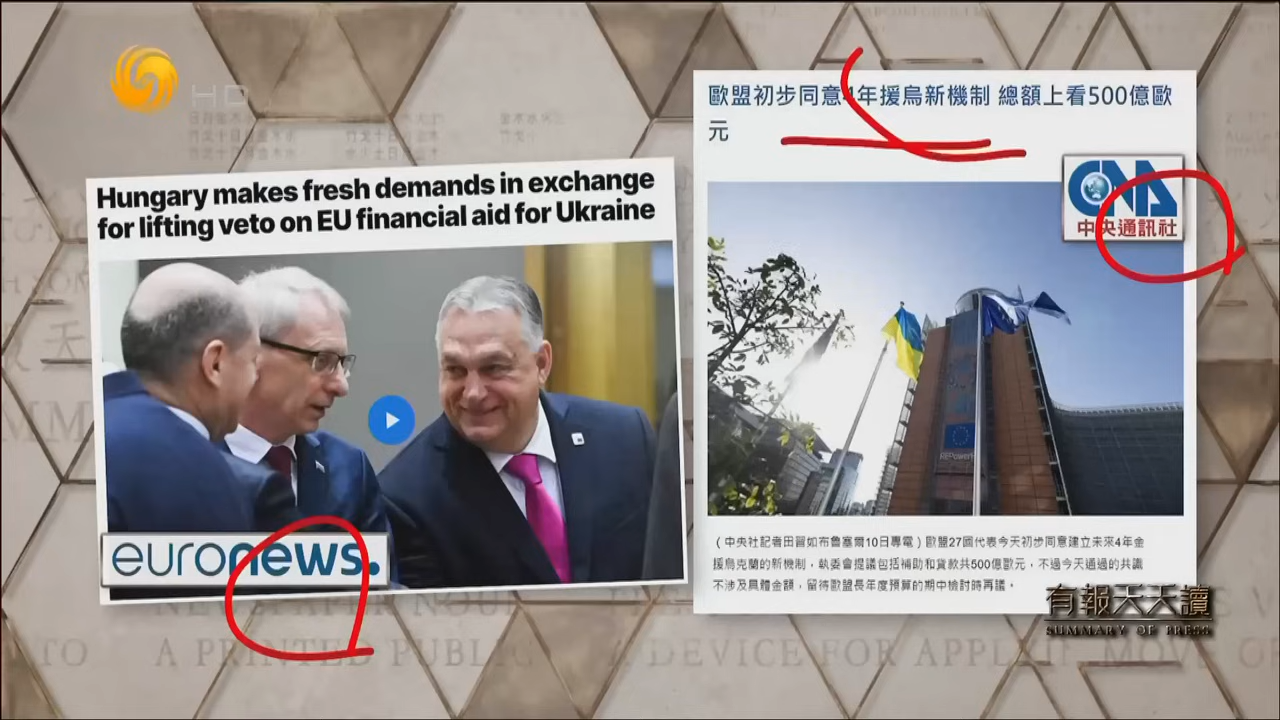 HD
Hungary makes fresh demands in exchange
for lifting veto on EU financial aid for Ukraine
euronews.
歐盟初步同意4年援烏新機制 總額上看500億歐
元
CNA
中央通訊社
（中央社記者田習如布魯塞爾10日專電）歐盟27國代表今天初步同意建立未來4年金
援烏克蘭的新機制，執委會提議包括補助和貸款共500億歐元，不過今天通過的共識
不涉及具體金額，留待歐盟長年度預算的期中檢討時再議。
有報天天讀
SUMMARY OF PRESS
A PRINTED PUBLIC
A DEVICE FOR